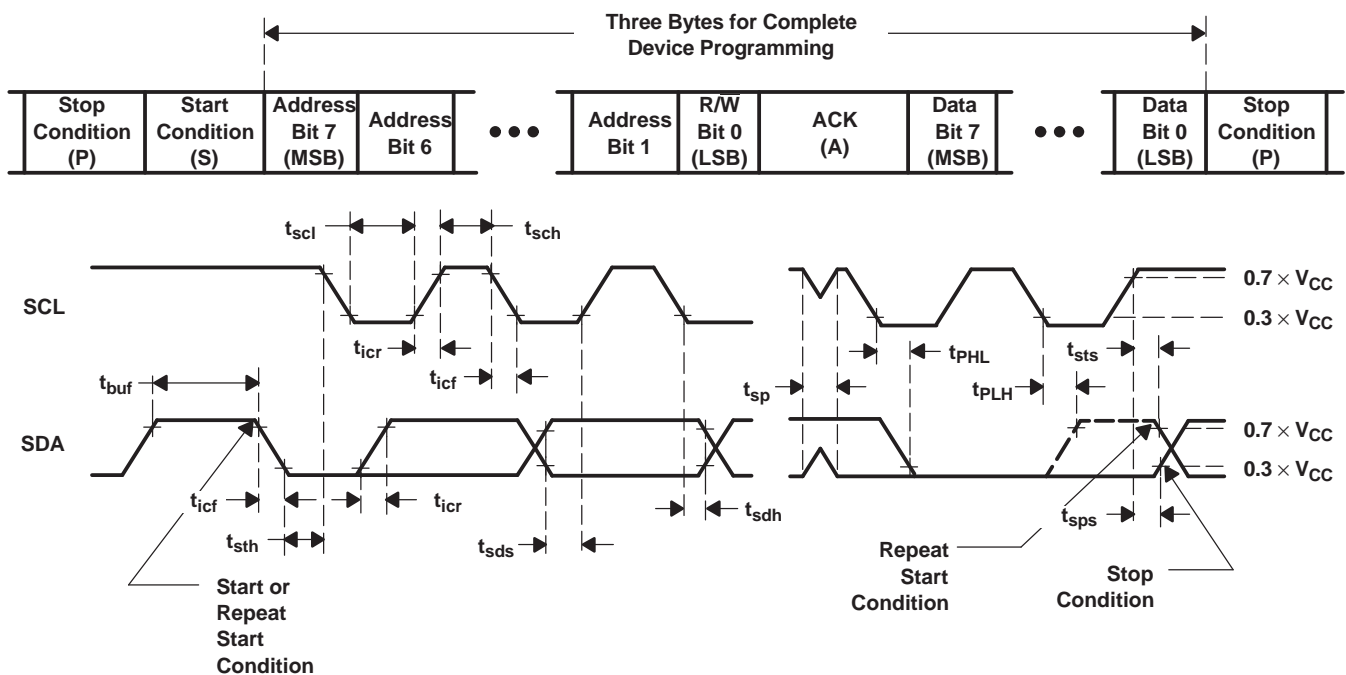 Three Bytes for Complete
Device Programming
Stop
Condition
(P)
Start
Condition
(S)
Address
Bit 7
(MSB)
Address
Bit 6
•••
Address
Bit 1
R/W̅
Bit 0
(LSB)
ACK
(A)
Data
Bit 7
(MSB)
•••
Data
Bit 0
(LSB)
Stop
Condition
(P)
tscl
tsch
SCL
0.7 × VCC
0.3 × VCC
ticr
ticf
tPHL
tsts
tbuf
tsp
tPLH
SDA
0.7 × VCC
0.3 × VCC
ticf
ticr
tsth
tsds
tsdh
tsps
Start or
Repeat
Start
Condition
Repeat
Start
Condition
Stop
Condition